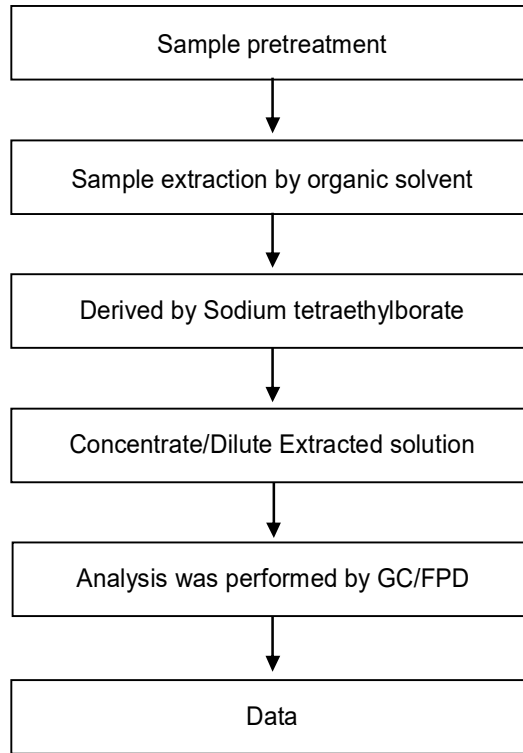 Sample pretreatment
Sample extraction by organic solvent
Derived by Sodium tetraethylborate
Concentrate/Dilute Extracted solution
Analysis was performed by GC/FPD
Data